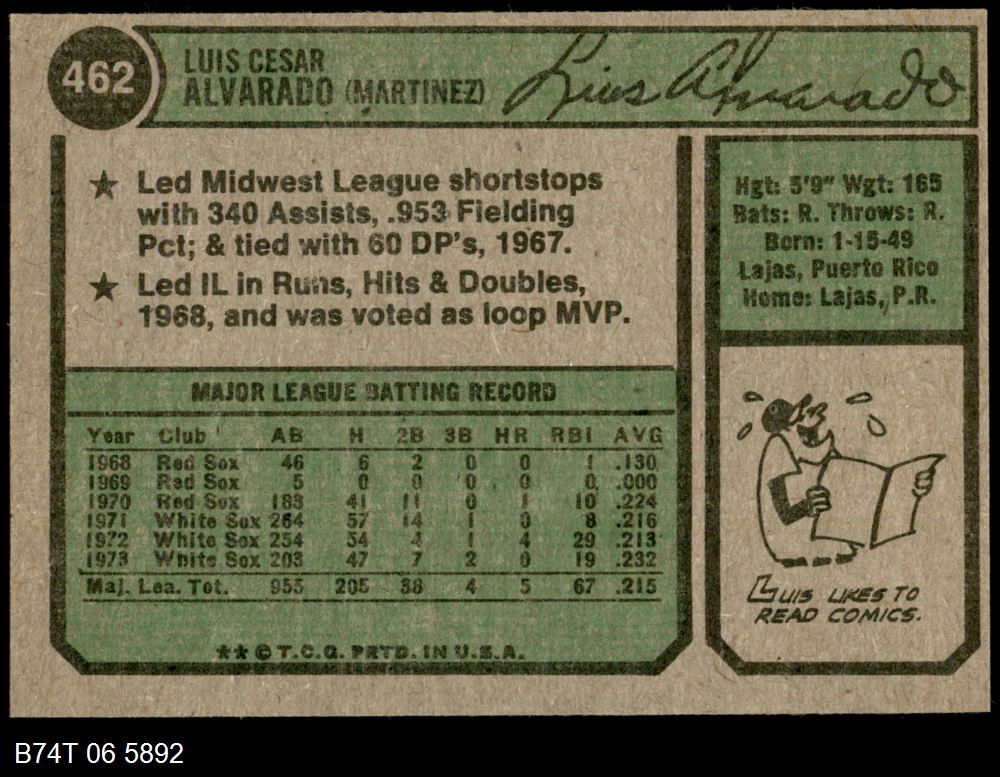 462
LUIS CESAR
ALVARADO (MARTINEZ)
Luis Alvarado
★ Led Midwest League shortstops
with 340 Assists, .953 Fielding
Pct; & tied with 60 DP's, 1967.
★ Led IL in Runs, Hits & Doubles,
1968, and was voted as loop MVP.
Hgt: 5'9" Wgt: 165
Bats: R. Throws: R.
Born: 1-15-49
Lajas, Puerto Rico
Home: Lajas, P.R.
MAJOR LEAGUE BATTING RECORD
Year Club AB H 2B 3B HR RBI AVG
1968 Red Sox 46 6 2 0 0 1 .130
1969 Red Sox 5 0 0 0 0 0 .000
1970 Red Sox 183 41 11 0 1 10 .224
1971 White Sox 264 57 14 1 0 8 .216
1972 White Sox 254 54 4 1 4 29 .213
1973 White Sox 203 47 7 2 0 19 .232
Maj. Lea. Tot. 955 205 38 4 5 67 .215
LUIS LIKES TO
READ COMICS.
★★ © T.C.G. PRTD. IN U.S.A.
B74T 06 5892